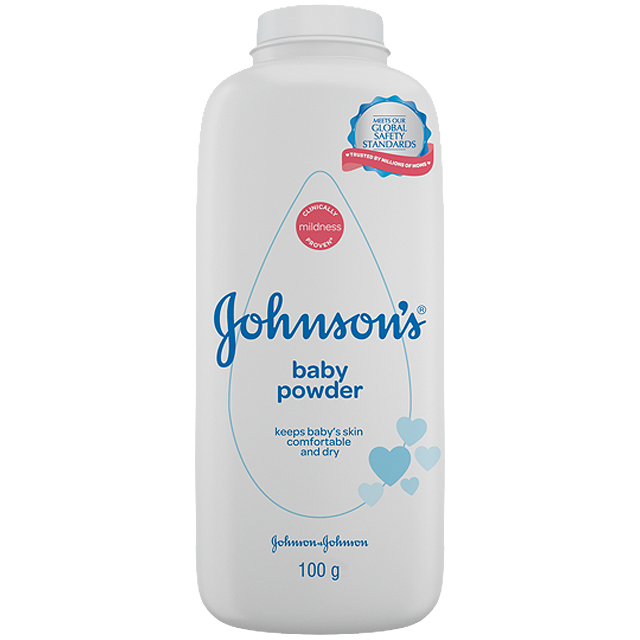 MEETS OUR
GLOBAL
SAFETY
STANDARDS
TRUSTED BY MILLIONS OF MOMS
CLINICALLY
mildness
PROVEN*
Johnson's®
baby
powder
keeps baby's skin
comfortable
and dry
Johnson&Johnson
100 g